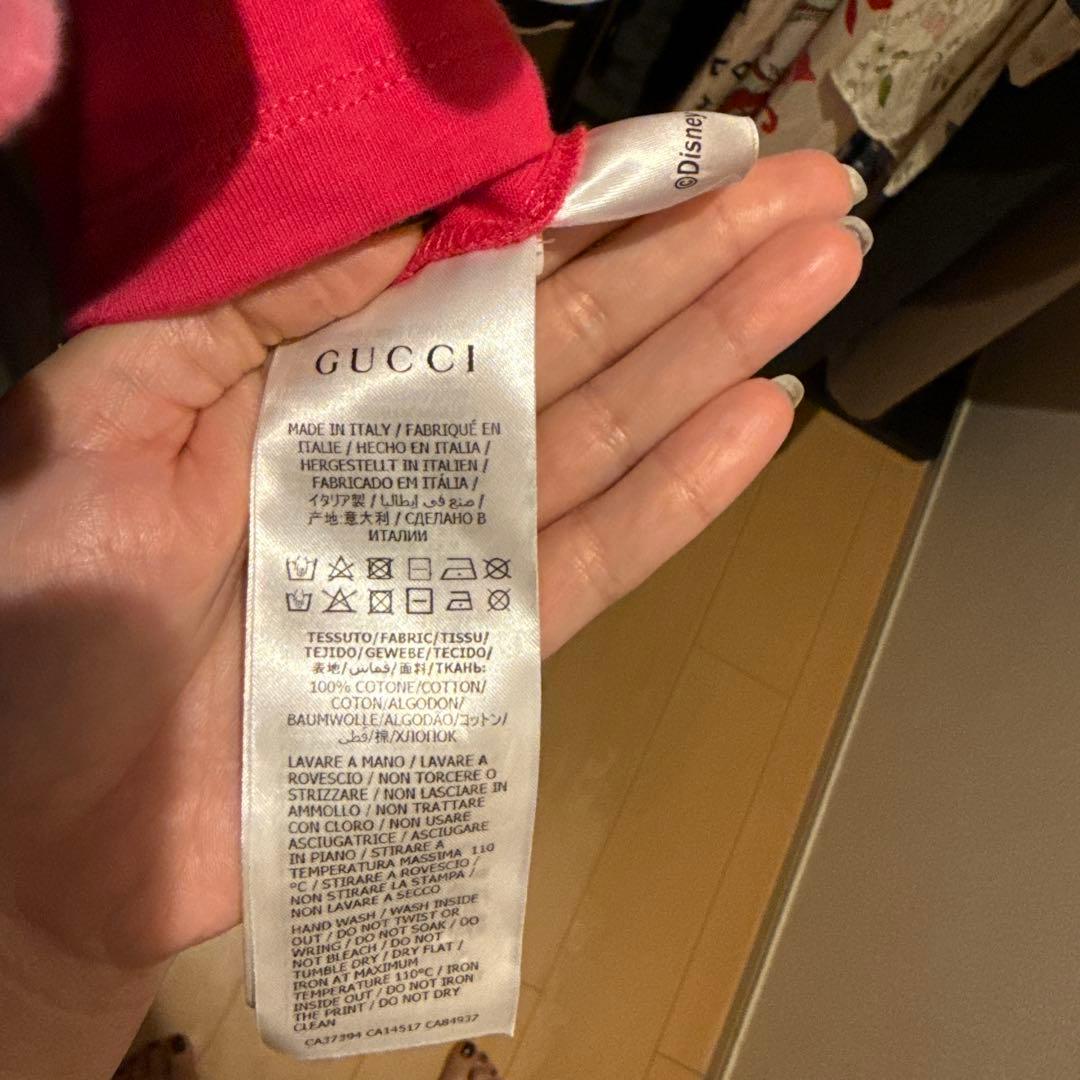 ©Disney
GUCCI
MADE IN ITALY / FABRIQUÉ EN
ITALIE / HECHO EN ITALIA /
HERGESTELLT IN ITALIEN /
FABRICADO EM ITÁLIA /
イタリア製 / صنع في إيطاليا /
产地:意大利 / СДЕЛАНО В
ИТАЛИИ
TESSUTO/FABRIC/TISSU/
TEJIDO/GEWEBE/TECIDO/
表地/قماش/面料/ТКАНЬ:
100% COTONE/COTTON/
COTON/ALGODON/
BAUMWOLLE/ALGODÃO/コットン/
قطن/棉/ХЛОПОК
LAVARE A MANO / LAVARE A
ROVESCIO / NON TORCERE O
STRIZZARE / NON LASCIARE IN
AMMOLLO / NON TRATTARE
CON CLORO / NON USARE
ASCIUGATRICE / ASCIUGARE
IN PIANO / STIRARE A
TEMPERATURA MASSIMA 110
°C / STIRARE A ROVESCIO /
NON STIRARE LA STAMPA /
NON LAVARE A SECCO
HAND WASH / WASH INSIDE
OUT / DO NOT TWIST OR
WRING / DO NOT SOAK / DO
NOT BLEACH / DO NOT
TUMBLE DRY / DRY FLAT /
IRON AT MAXIMUM
TEMPERATURE 110°C / IRON
INSIDE OUT / DO NOT IRON
THE PRINT / DO NOT DRY
CLEAN
CA37394 CA14517 CA84937